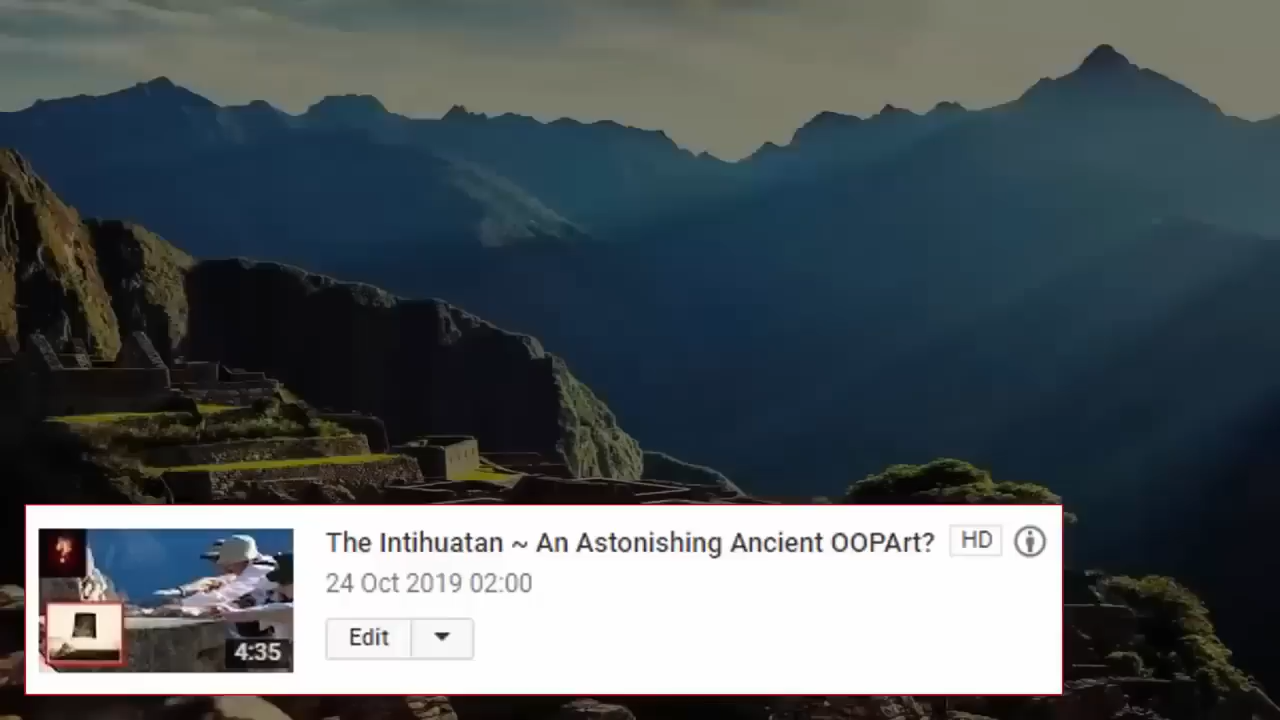 The Intihuatan ~ An Astonishing Ancient OOPArt? HD
24 Oct 2019 02:00
Edit
4:35